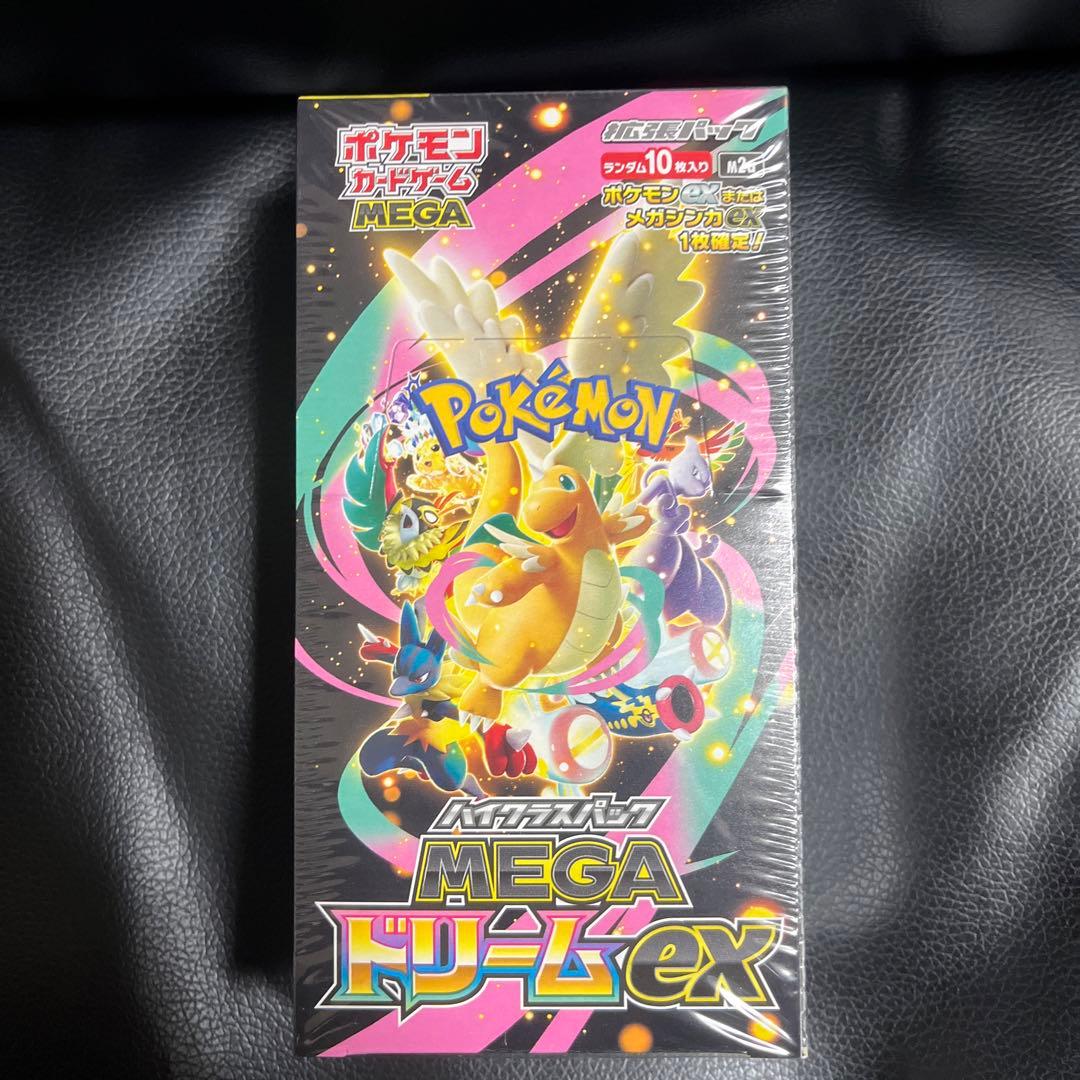 ポケモン
カードゲーム
MEGA
拡張パック
ランダム10枚入り M2a
ポケモンexまたは
メガシンカex
1枚確定!
POKéMON
ハイクラスパック
MEGA
ドリームex